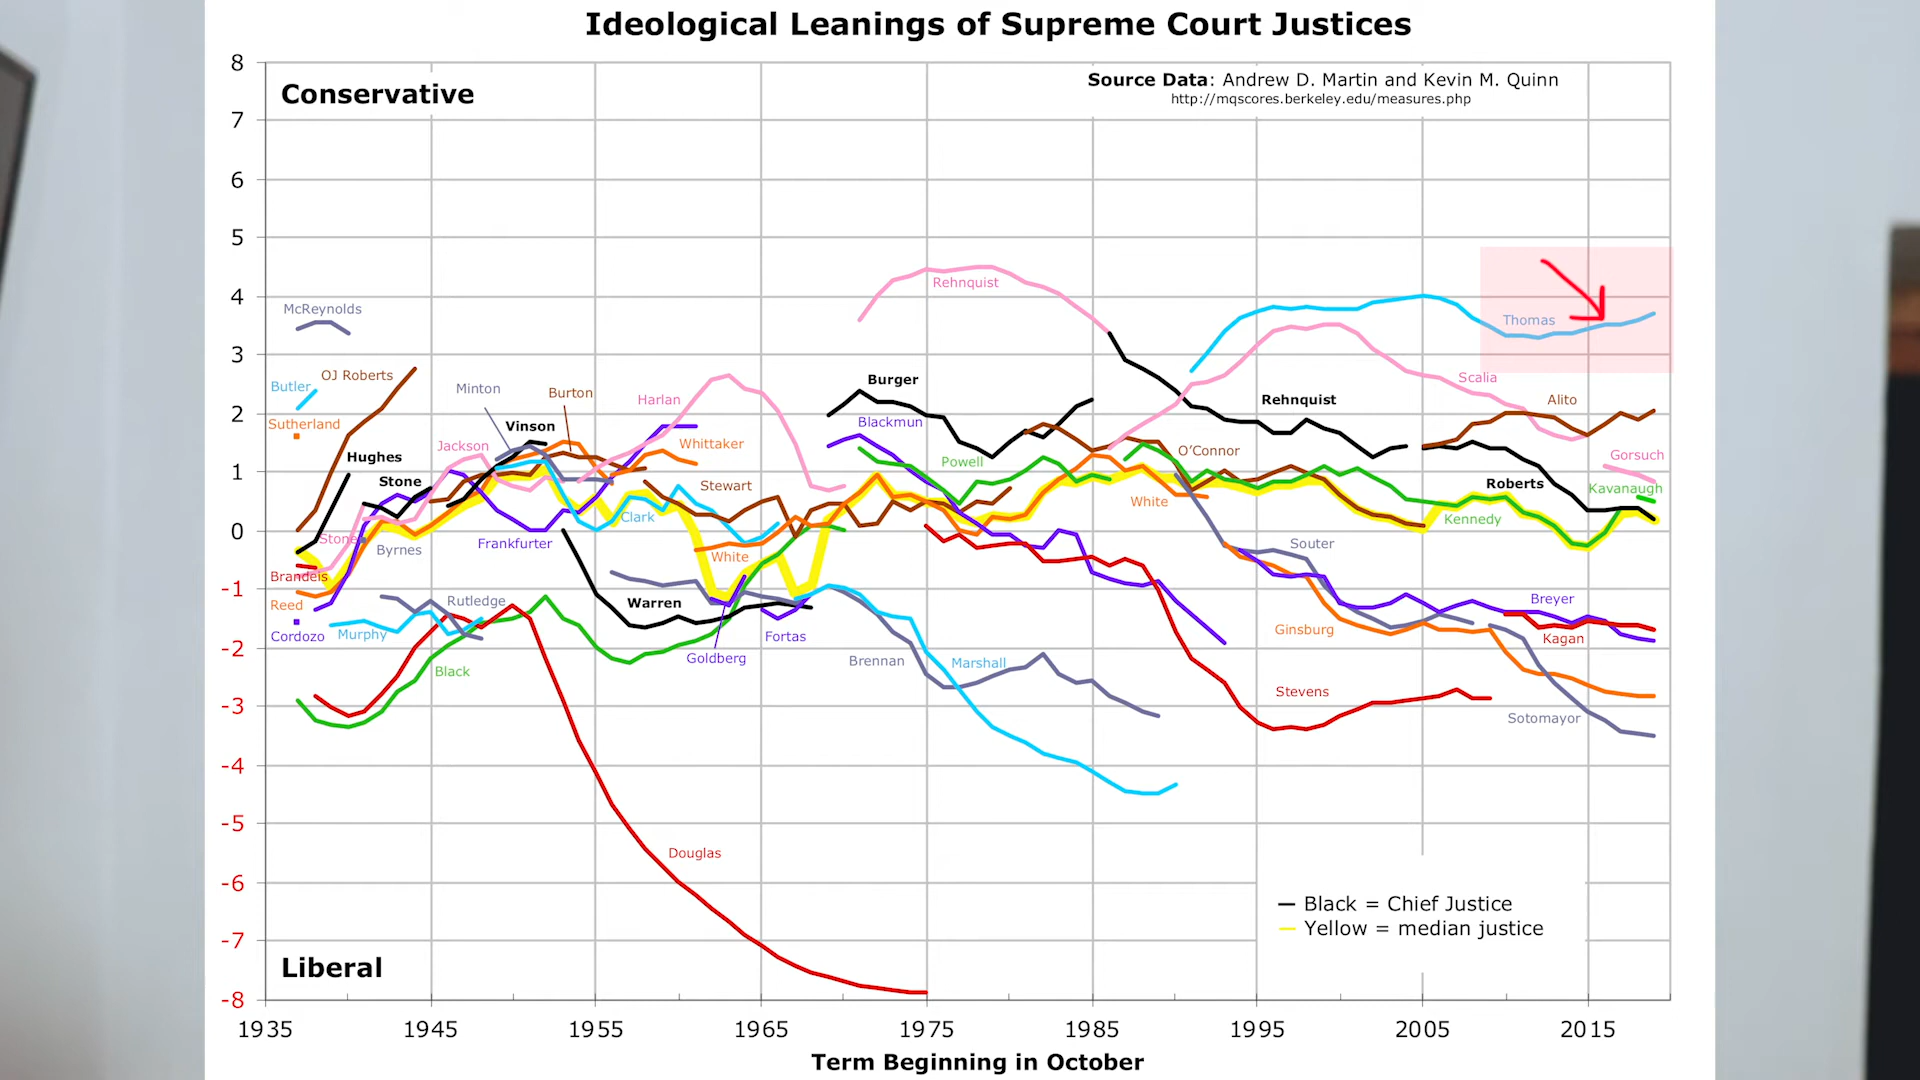 Ideological Leanings of Supreme Court Justices
Conservative
Source Data: Andrew D. Martin and Kevin M. Quinn
http://mqscores.berkeley.edu/measures.php
8
7
6
5
4
3
2
1
0
-1
-2
-3
-4
-5
-6
-7
-8
McReynolds
Butler
OJ Roberts
Sutherland
Hughes
Stone
Jackson
Minton
Vinson
Burton
Harlan
Whittaker
Stewart
Clark
Frankfurter
Byrnes
Stone
Brandeis
Reed
Cordozo
Murphy
Rutledge
Black
Warren
White
Goldberg
Fortas
Douglas
Rehnquist
Burger
Blackmun
Powell
Brennan
Marshall
O'Connor
White
Rehnquist
Souter
Ginsburg
Stevens
Thomas
Scalia
Alito
Gorsuch
Roberts
Kavanaugh
Kennedy
Breyer
Kagan
Sotomayor
Black = Chief Justice
Yellow = median justice
Liberal
1935 1945 1955 1965 1975 1985 1995 2005 2015
Term Beginning in October